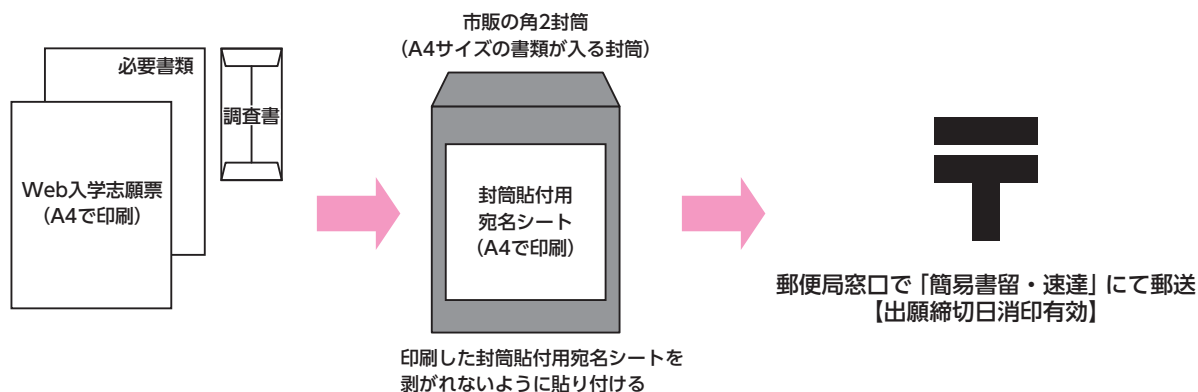 必要書類
調査書
Web入学志願票
(A4で印刷)
市販の角2封筒
(A4サイズの書類が入る封筒)
封筒貼付用
宛名シート
(A4で印刷)
印刷した封筒貼付用宛名シートを
剥がれないように貼り付ける
郵便局窓口で「簡易書留・速達」にて郵送
【出願締切日消印有効】